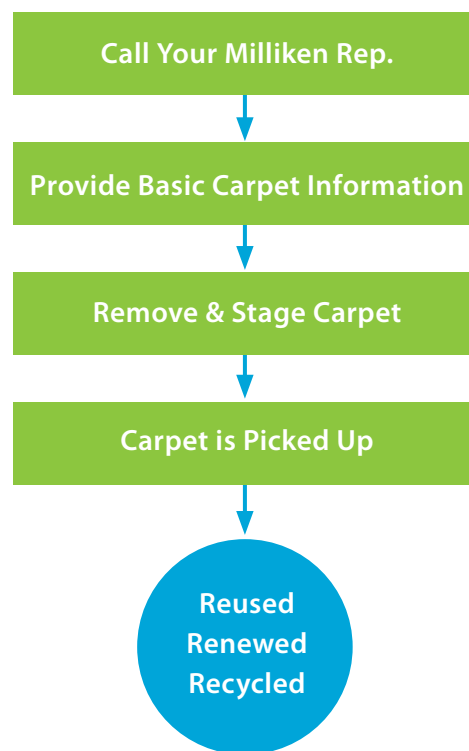 Call Your Milliken Rep.
Provide Basic Carpet Information
Remove & Stage Carpet
Carpet is Picked Up
Reused
Renewed
Recycled